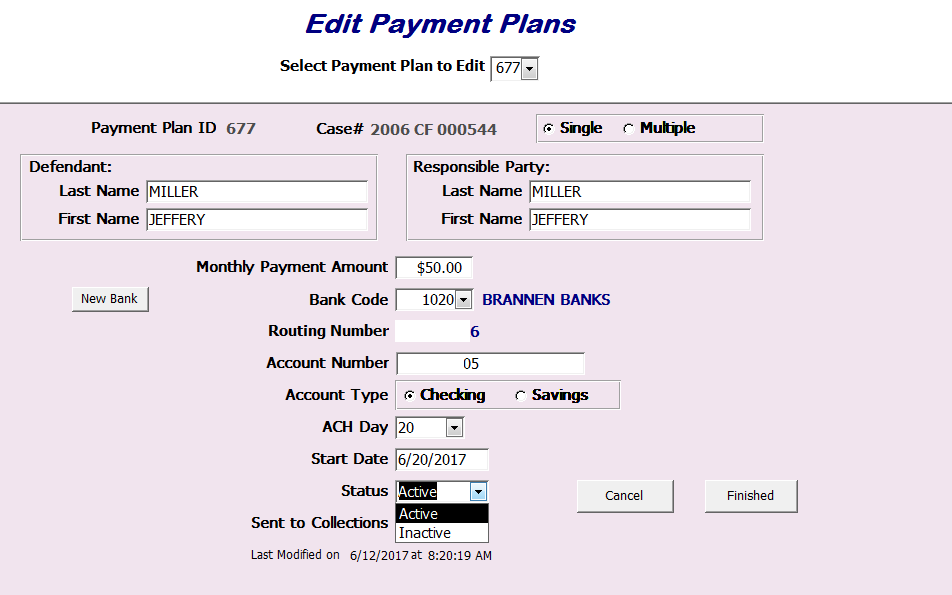 Edit Payment Plans
Select Payment Plan to Edit 677
Payment Plan ID 677 Case# 2006 CF 000544 Single Multiple
Defendant: Responsible Party:
Last Name MILLER Last Name MILLER
First Name JEFFERY First Name JEFFERY
Monthly Payment Amount $50.00
New Bank Bank Code 1020 BRANNEN BANKS
Routing Number 6
Account Number 05
Account Type Checking Savings
ACH Day 20
Start Date 6/20/2017
Status Active Cancel Finished
Active
Sent to Collections
Inactive
Last Modified on 6/12/2017 at 8:20:19 AM